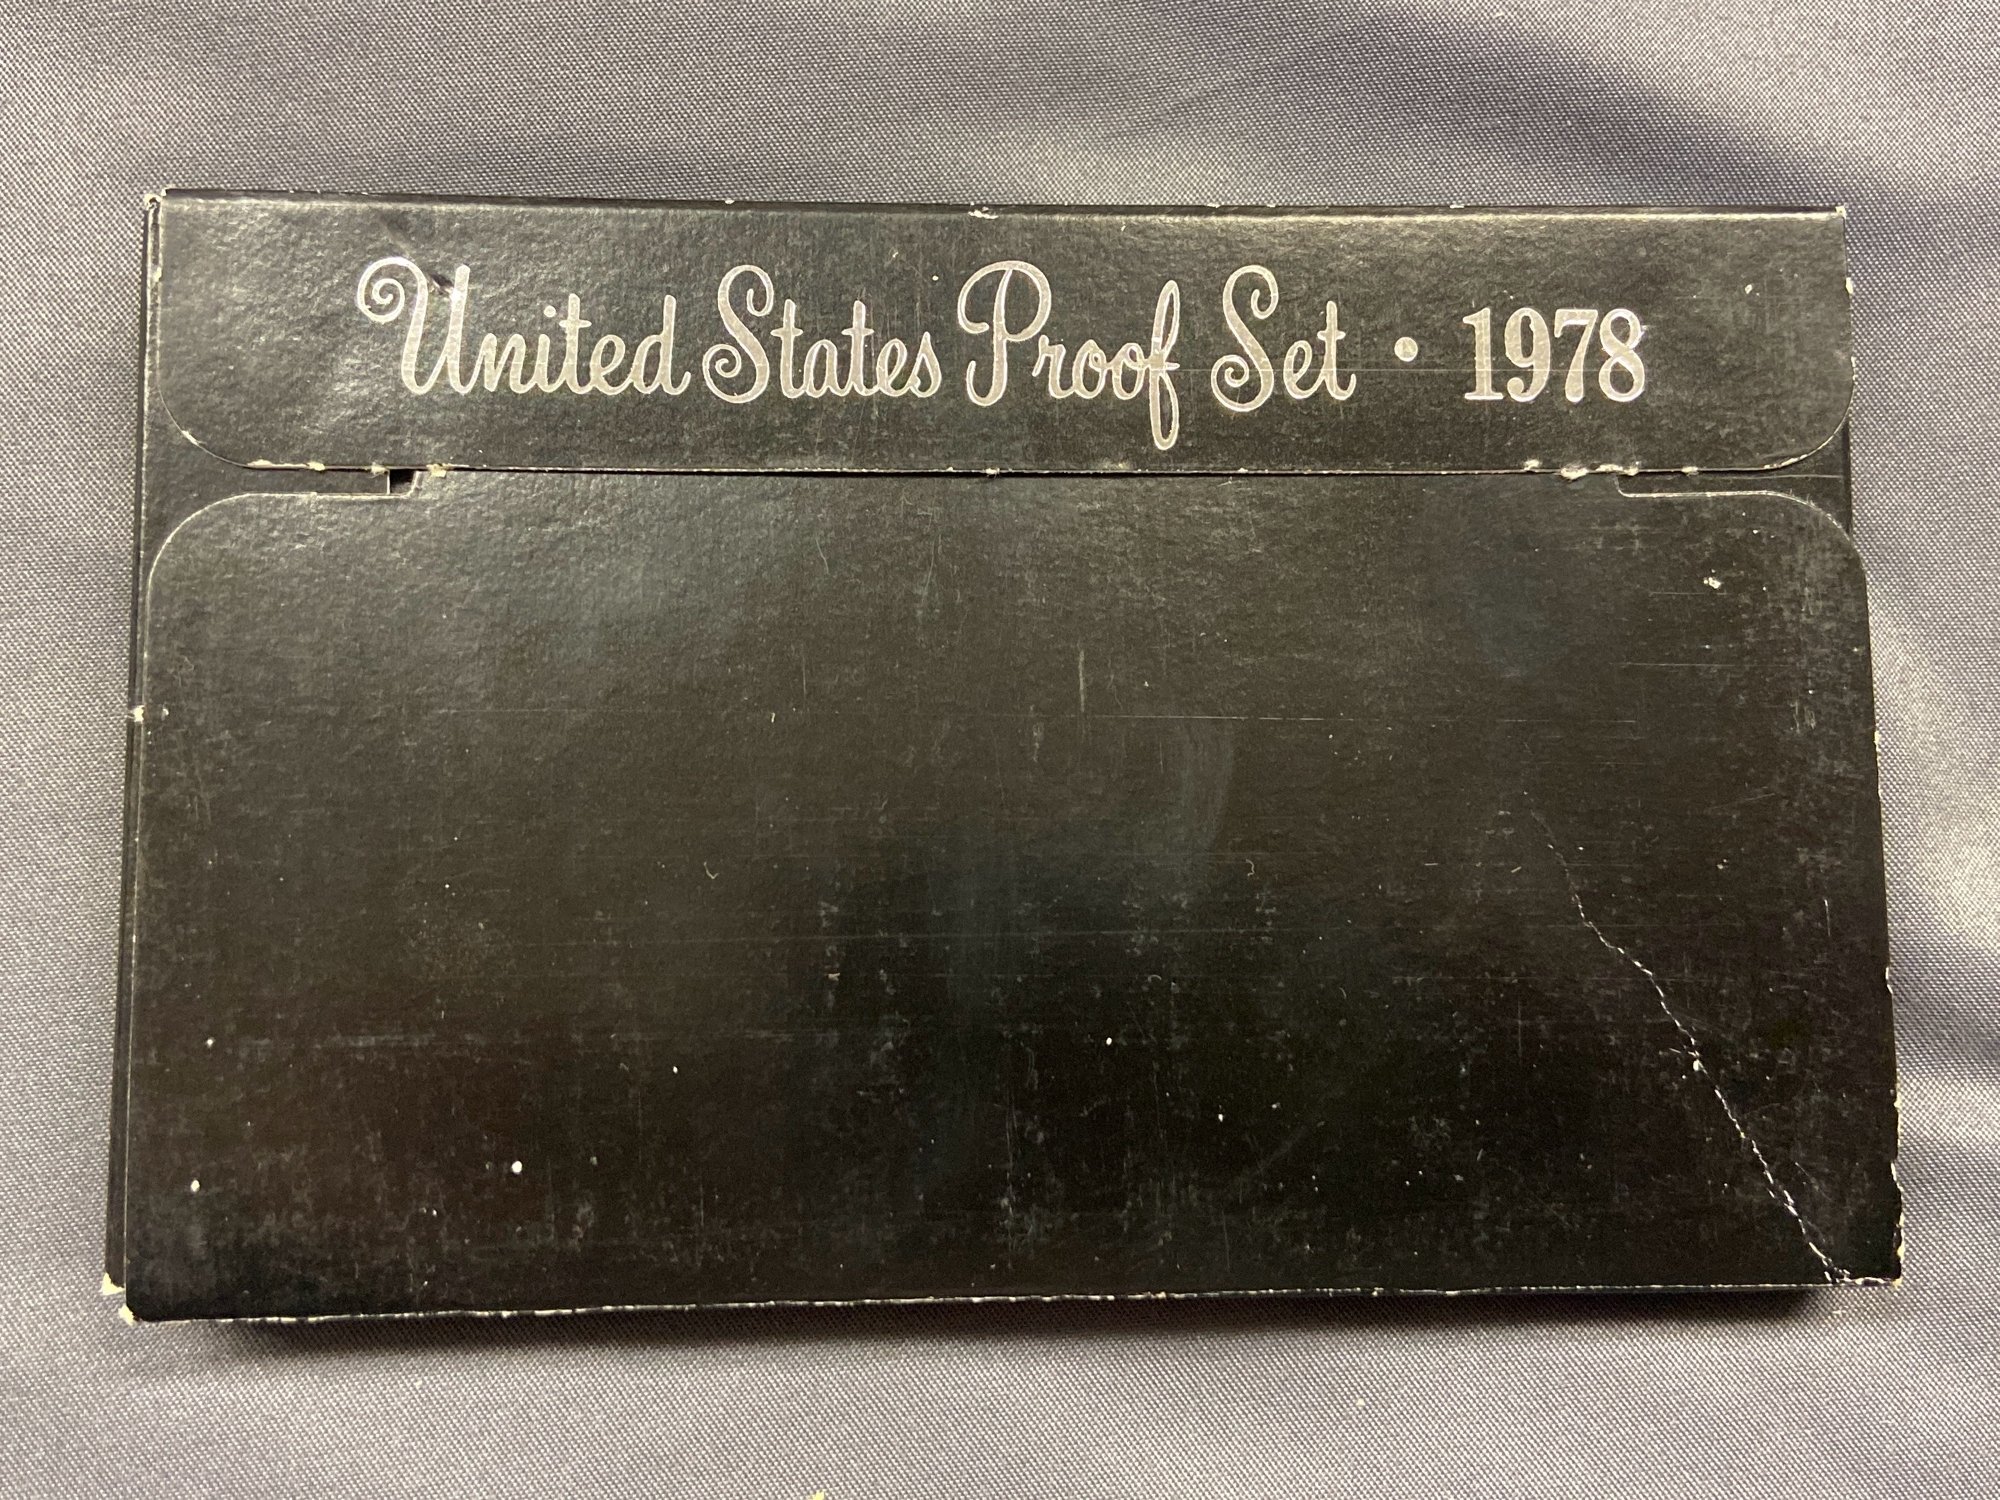 United States Proof Set • 1978